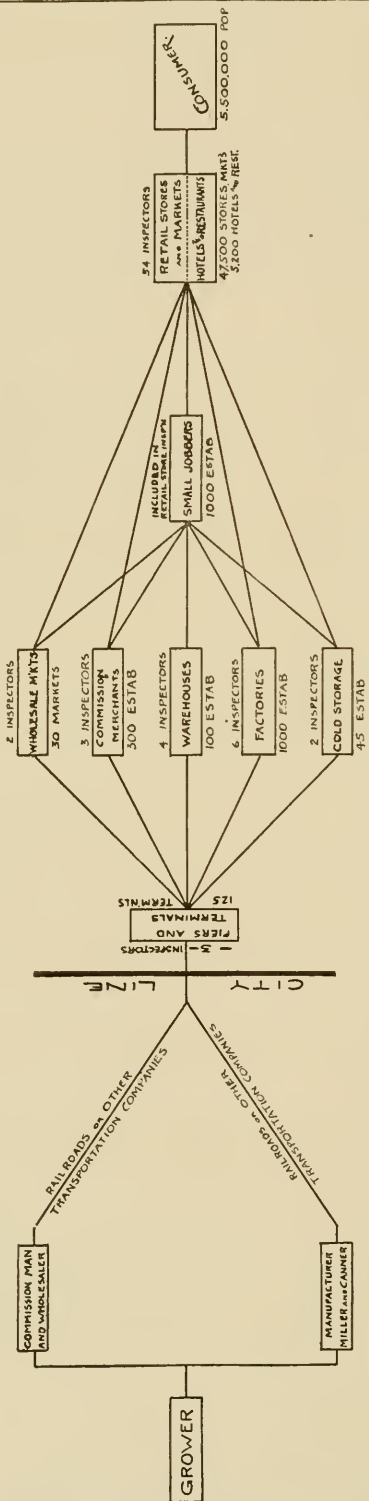 GROWER
COMMISSION MAN
AND WHOLESALER
MANUFACTURER
MILLER AND CANNER
RAILROADS OR OTHER
TRANSPORTATION COMPANIES
RAILROADS OR OTHER
TRANSPORTATION COMPANIES
CITY
LINE
-3- INSPECTORS
PIERS AND
TERMINALS
125
TERMINLS
2 INSPECTORS
WHOLESALE MKTS
30 MARKETS
3 INSPECTORS
COMMISSION
MERCHANTS
300 ESTAB
4 INSPECTORS
WAREHOUSES
100 ESTAB
6 INSPECTORS
FACTORIES
1000 ESTAB
2 INSPECTORS
COLD STORAGE
45 ESTAB
INCLUDED IN
RETAIL STORE INSP'N
SMALL JOBBERS
1000 ESTAB
54 INSPECTORS
RETAIL STORES
AND MARKETS
HOTELS & RESTAURANTS
47,500 STORES, MKTS
5,200 HOTELS & REST.
CONSUMER.
5.500,000 POP